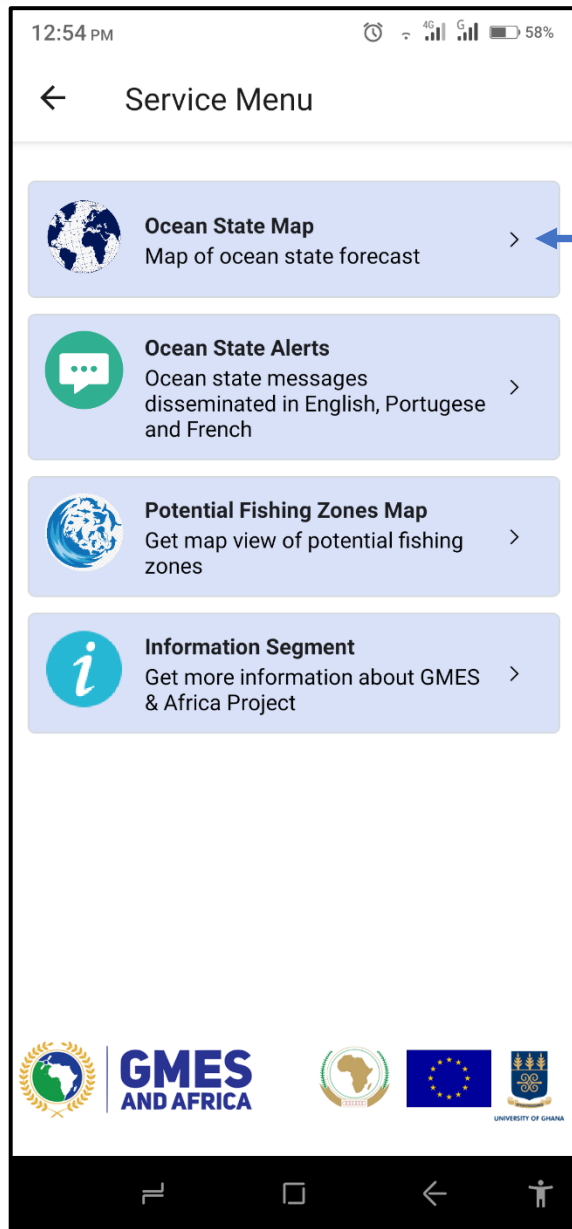 12:54 PM 4G G 58%
Service Menu
Ocean State Map
Map of ocean state forecast
Ocean State Alerts
Ocean state messages
disseminated in English, Portugese
and French
Potential Fishing Zones Map
Get map view of potential fishing
zones
i
Information Segment
Get more information about GMES
& Africa Project
GMES
AND AFRICA
UNIVERSITY OF GHANA